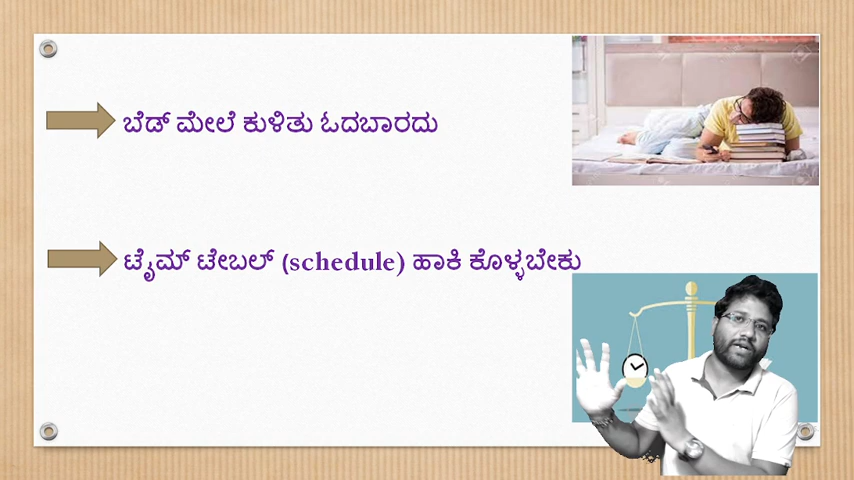 ಬೆಡ್ ಮೇಲೆ ಕುಳಿತು ಓದಬಾರದು
ಟೈಮ್ ಟೇಬಲ್ (schedule) ಹಾಕಿ ಕೊಳ್ಳಬೇಕು